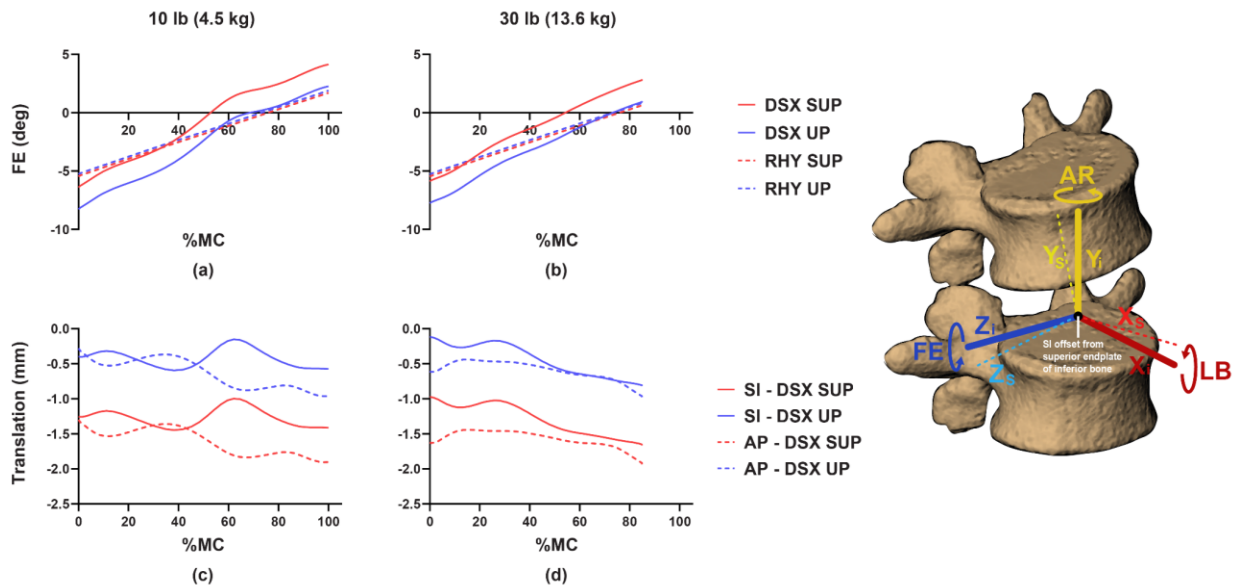 10 lb (4.5 kg)
30 lb (13.6 kg)
5
0
-5
-10
20 40 60 80 100
FE (deg)
%MC
(a)
5
0
-5
-10
20 40 60 80 100
%MC
(b)
DSX SUP
DSX UP
RHY SUP
RHY UP
0.0
-0.5
-1.0
-1.5
-2.0
-2.5
0 20 40 60 80 100
Translation (mm)
%MC
(c)
0.0
-0.5
-1.0
-1.5
-2.0
-2.5
0 20 40 60 80 100
%MC
(d)
SI - DSX SUP
SI - DSX UP
AP - DSX SUP
AP - DSX UP
AR
Ys Yi
Zi
Xs
FE
Zs
SI offset from
superior endplate
of inferior bone
Xi
LB